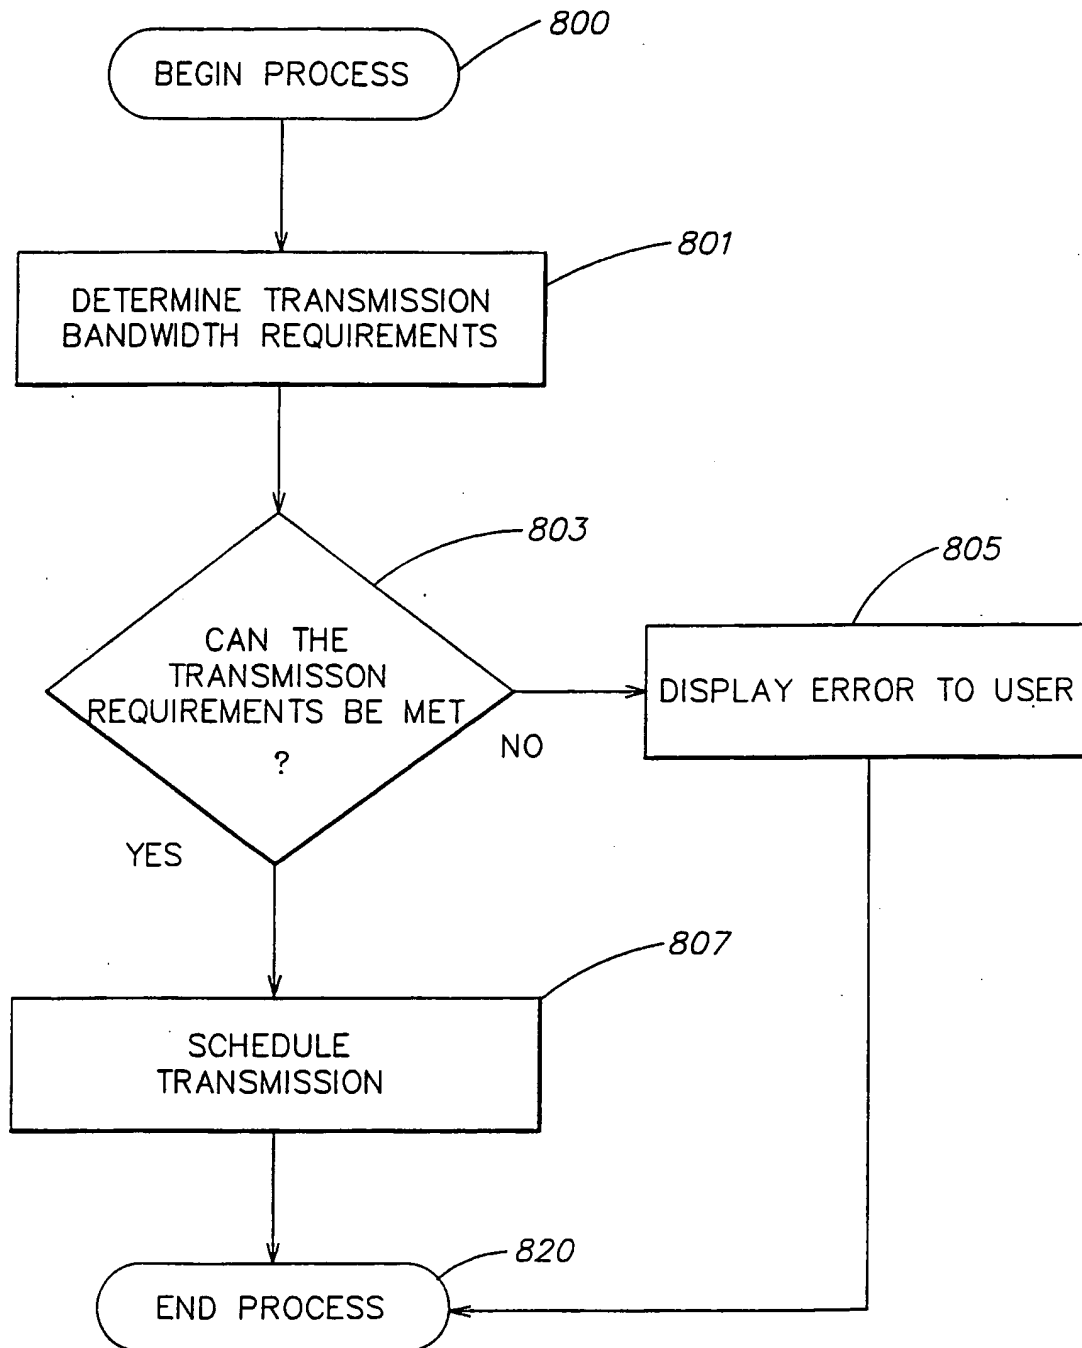 800
BEGIN PROCESS
801
DETERMINE TRANSMISSION
BANDWIDTH REQUIREMENTS
803
CAN THE
TRANSMISSON
REQUIREMENTS BE MET
?
NO
805
DISPLAY ERROR TO USER
YES
807
SCHEDULE
TRANSMISSION
820
END PROCESS